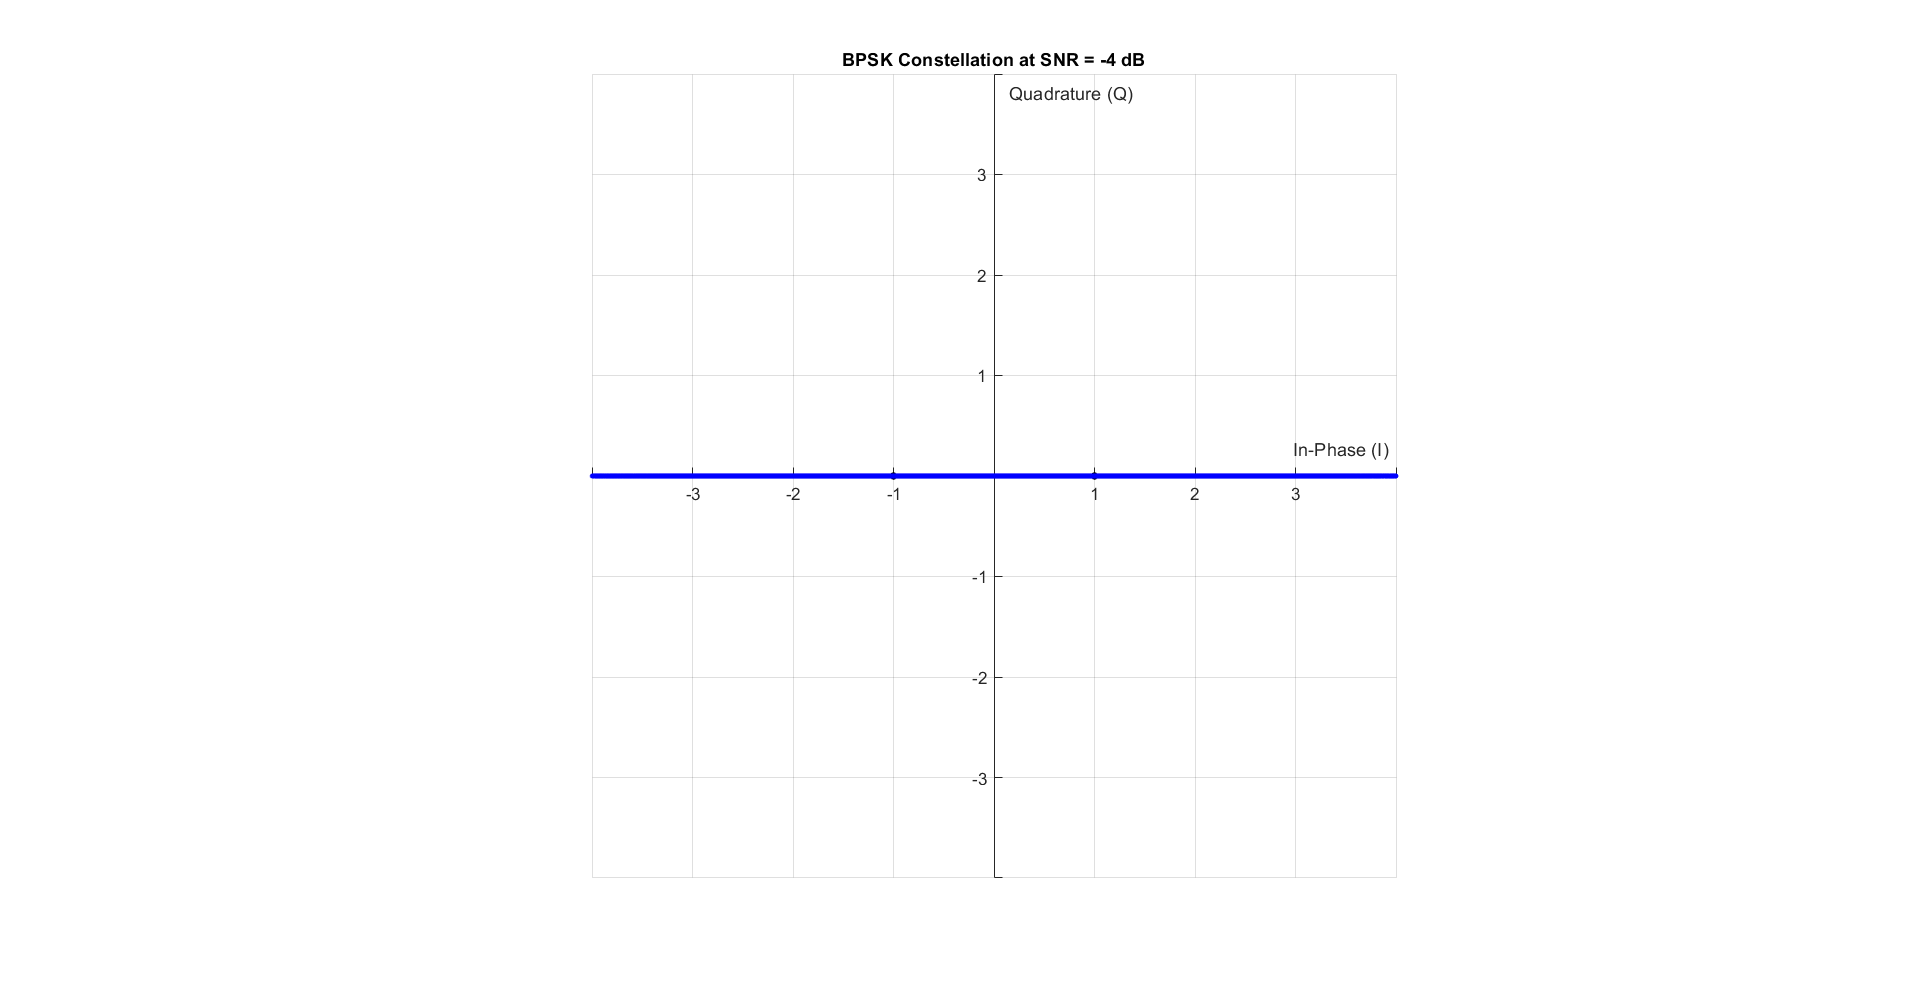 BPSK Constellation at SNR = -4 dB
Quadrature (Q)
3
2
1
In-Phase (I)
-3 -2 -1 1 2 3
-1
-2
-3